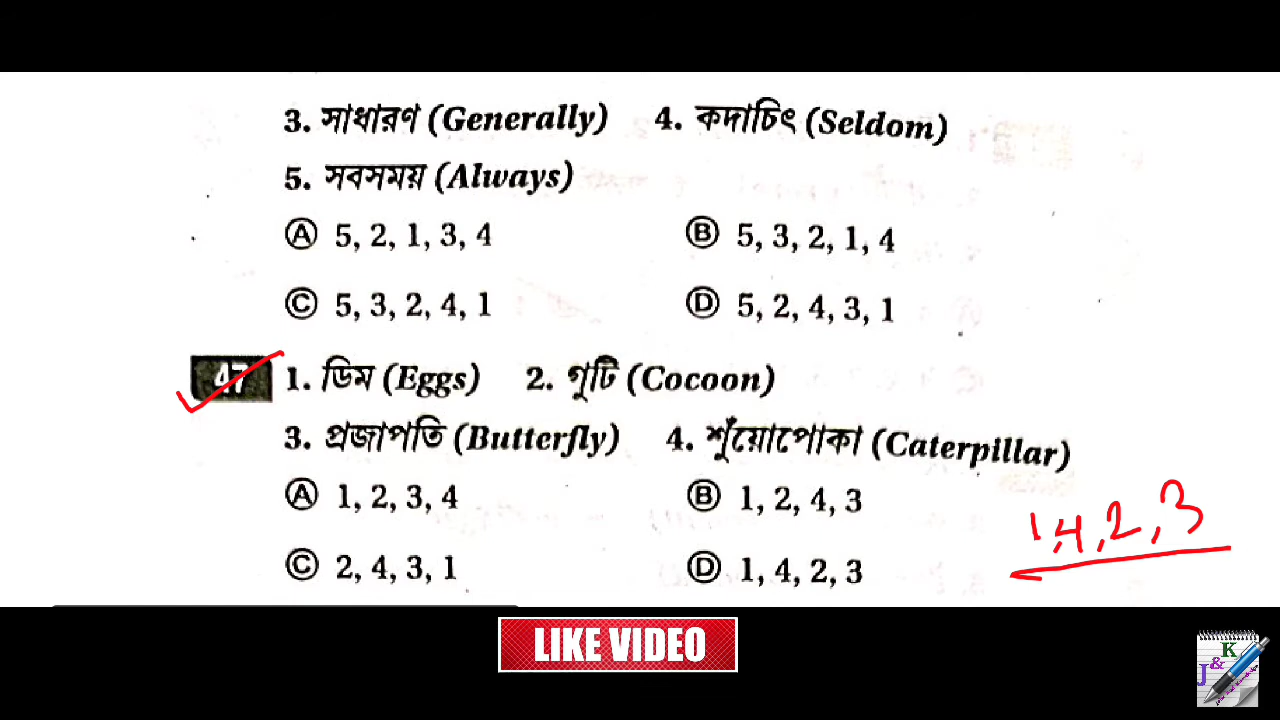 3. সাধারণ (Generally) 4. কদাচিৎ (Seldom)
5. সবসময় (Always)
Ⓐ 5, 2, 1, 3, 4 Ⓑ 5, 3, 2, 1, 4
Ⓒ 5, 3, 2, 4, 1 Ⓓ 5, 2, 4, 3, 1
47 1. ডিম (Eggs) 2. গূটি (Cocoon)
3. প্রজাপতি (Butterfly) 4. শুঁয়োপোকা (Caterpillar)
Ⓐ 1, 2, 3, 4 Ⓑ 1, 2, 4, 3
1,4,2,3
Ⓒ 2, 4, 3, 1 Ⓓ 1, 4, 2, 3
LIKE VIDEO
J&K